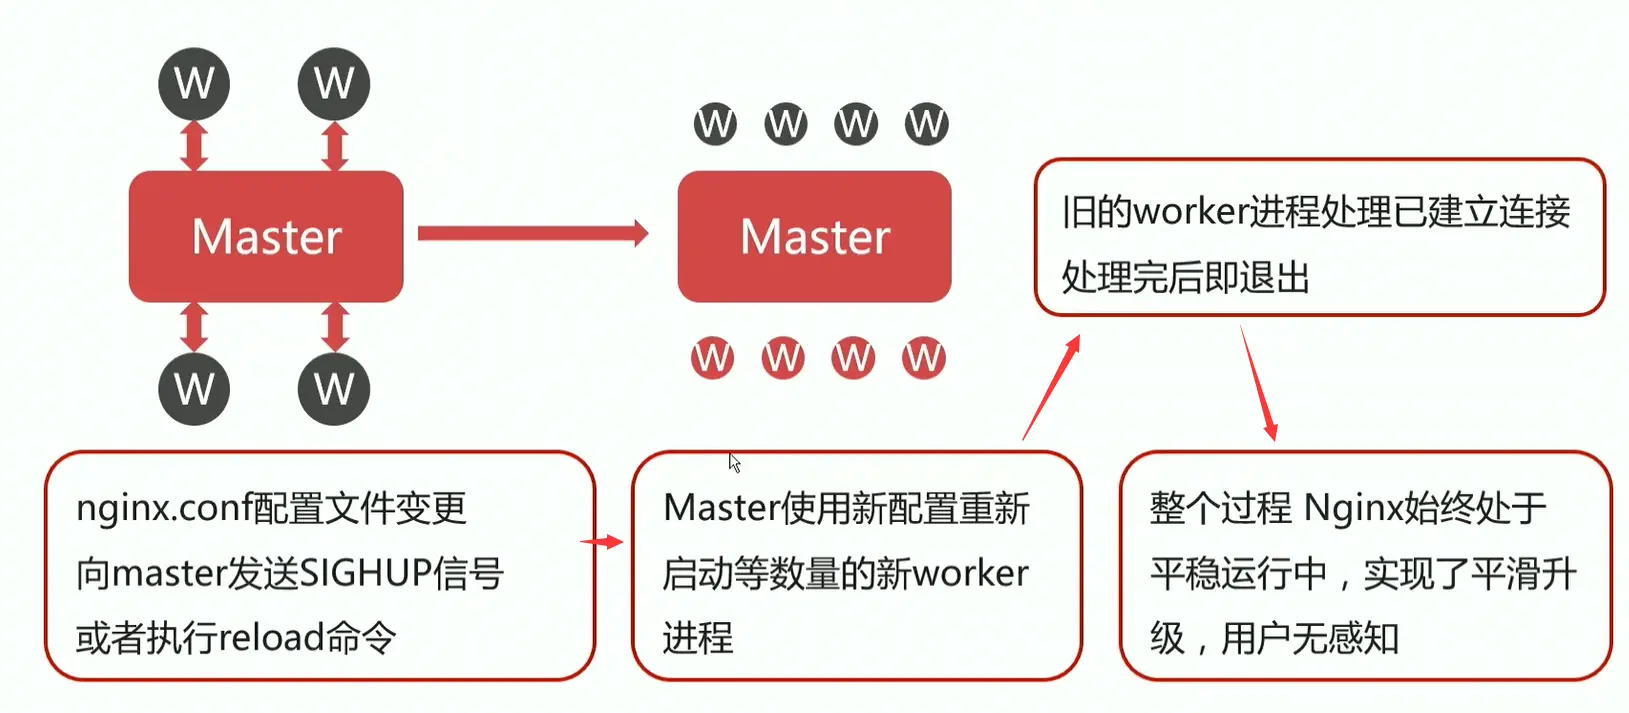 W W
Master
W W
W W W W
Master
W W W W
nginx.conf配置文件变更
向master发送SIGHUP信号
或者执行reload命令
Master使用新配置重新
启动等数量的新worker
进程
旧的worker进程处理已建立连接
处理完后即退出
整个过程 Nginx始终处于
平稳运行中，实现了平滑升
级，用户无感知